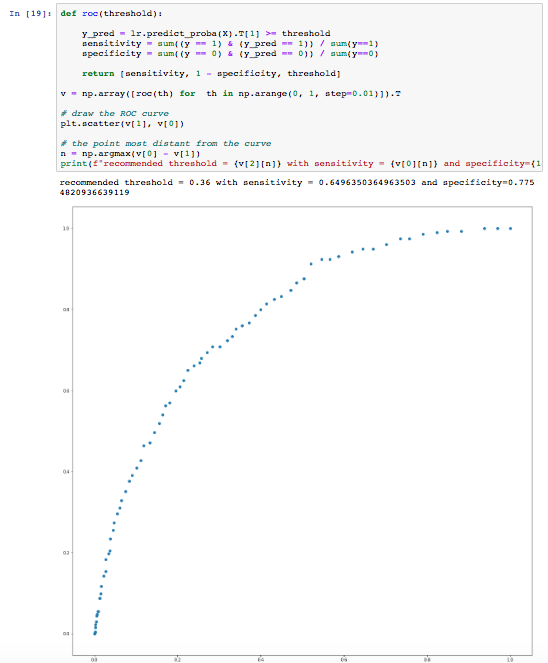 In [19]: def roc(threshold):
y_pred = lr.predict_proba(X).T[1] >= threshold
sensitivity = sum((y == 1) & (y_pred == 1)) / sum(y==1)
specificity = sum((y == 0) & (y_pred == 0)) / sum(y==0)
return [sensitivity, 1 - specificity, threshold]
v = np.array([roc(th) for  th in np.arange(0, 1, step=0.01)]).T
# draw the ROC curve
plt.scatter(v[1], v[0])
# the point most distant from the curve
n = np.argmax(v[0] - v[1])
print(f"recommended threshold = {v[2][n]} with sensitivity = {v[0][n]} and specificity={1
recommended threshold = 0.36 with sensitivity = 0.6496350364963503 and specificity=0.775
4820936639119
1.0
0.8
0.6
0.4
0.2
0.0
0.0 0.2 0.4 0.6 0.8 1.0